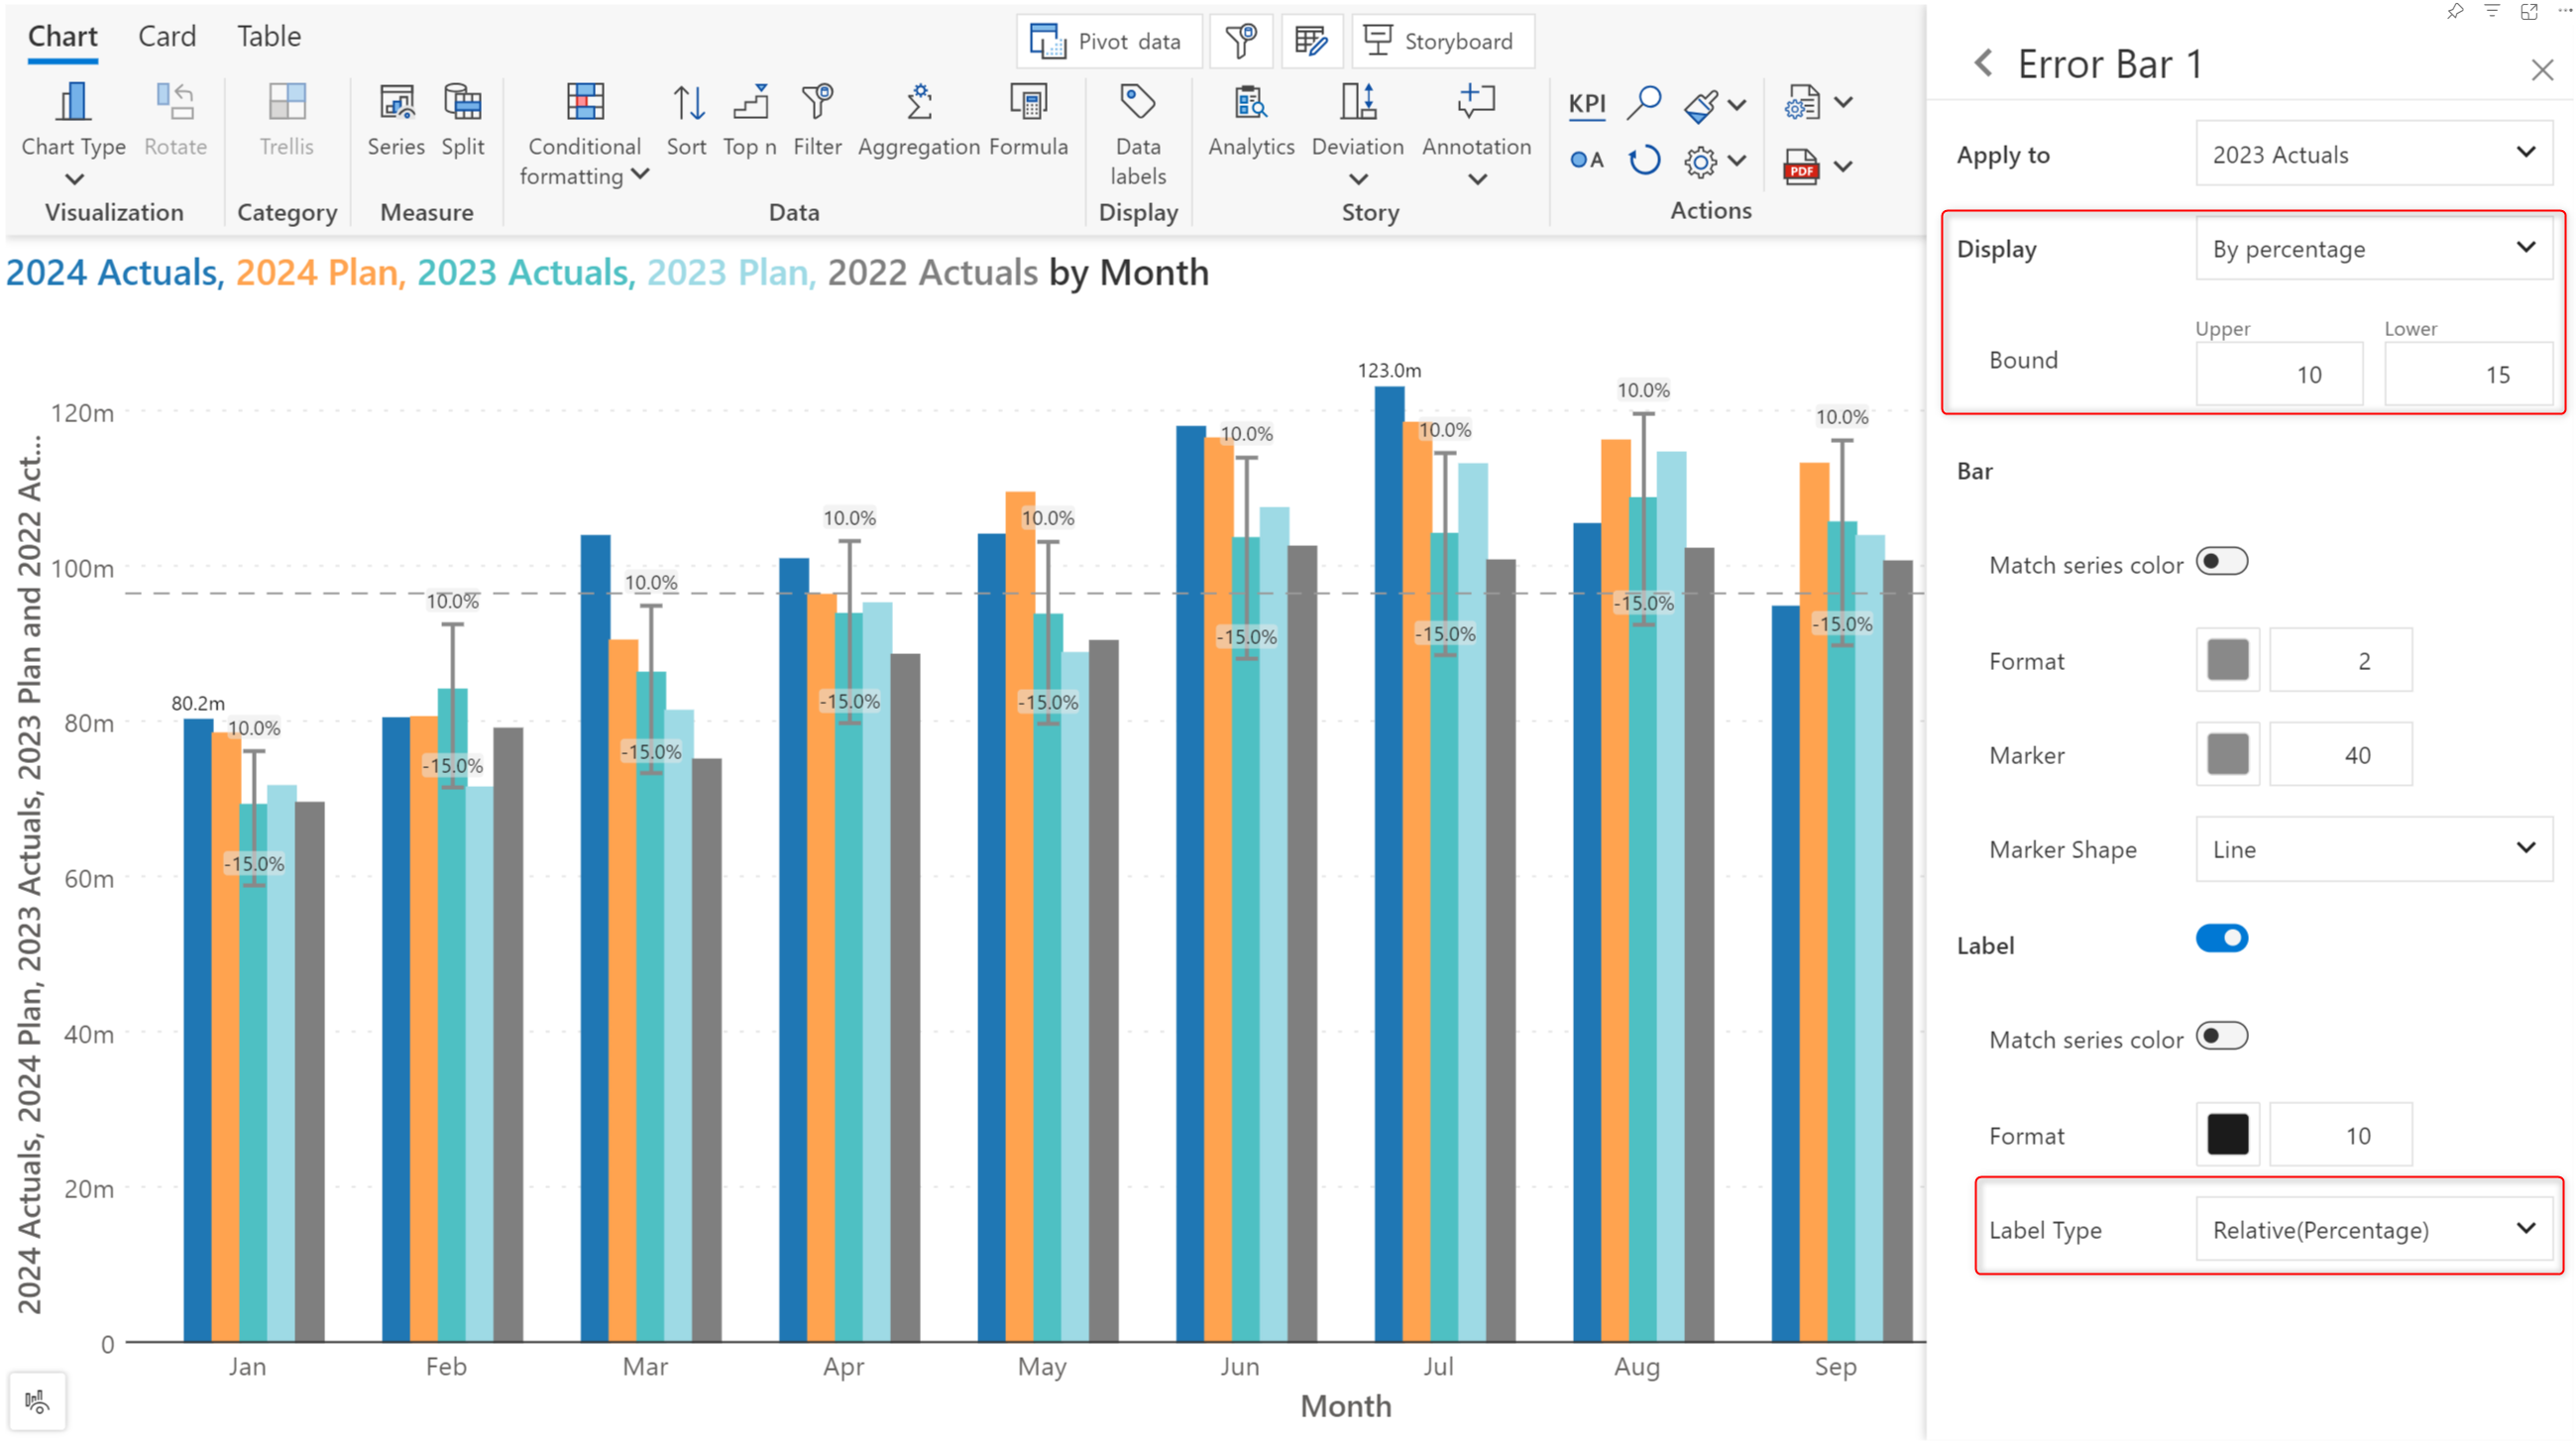 Chart Card Table
Pivot data
Storyboard
Chart Type
Rotate
Trellis
Series
Split
Conditional
formatting
Sort
Top n
Filter
Aggregation
Formula
Data
labels
Analytics
Deviation
Annotation
KPI
A
PDF
Visualization
Category
Measure
Data
Display
Story
Actions
2024 Actuals, 2024 Plan, 2023 Actuals, 2023 Plan, 2022 Actuals by Month
2024 Actuals, 2024 Plan, 2023 Actuals, 2023 Plan and 2022 Act...
120m
100m
80m
60m
40m
20m
0
80.2m
10.0%
-15.0%
10.0%
-15.0%
10.0%
-15.0%
10.0%
-15.0%
10.0%
-15.0%
10.0%
-15.0%
123.0m
10.0%
-15.0%
10.0%
-15.0%
10.0%
-15.0%
Jan Feb Mar Apr May Jun Jul Aug Sep
Month
Error Bar 1
Apply to 2023 Actuals
Display By percentage
Upper Lower
Bound 10 15
Bar
Match series color
Format 2
Marker 40
Marker Shape Line
Label
Match series color
Format 10
Label Type Relative(Percentage)